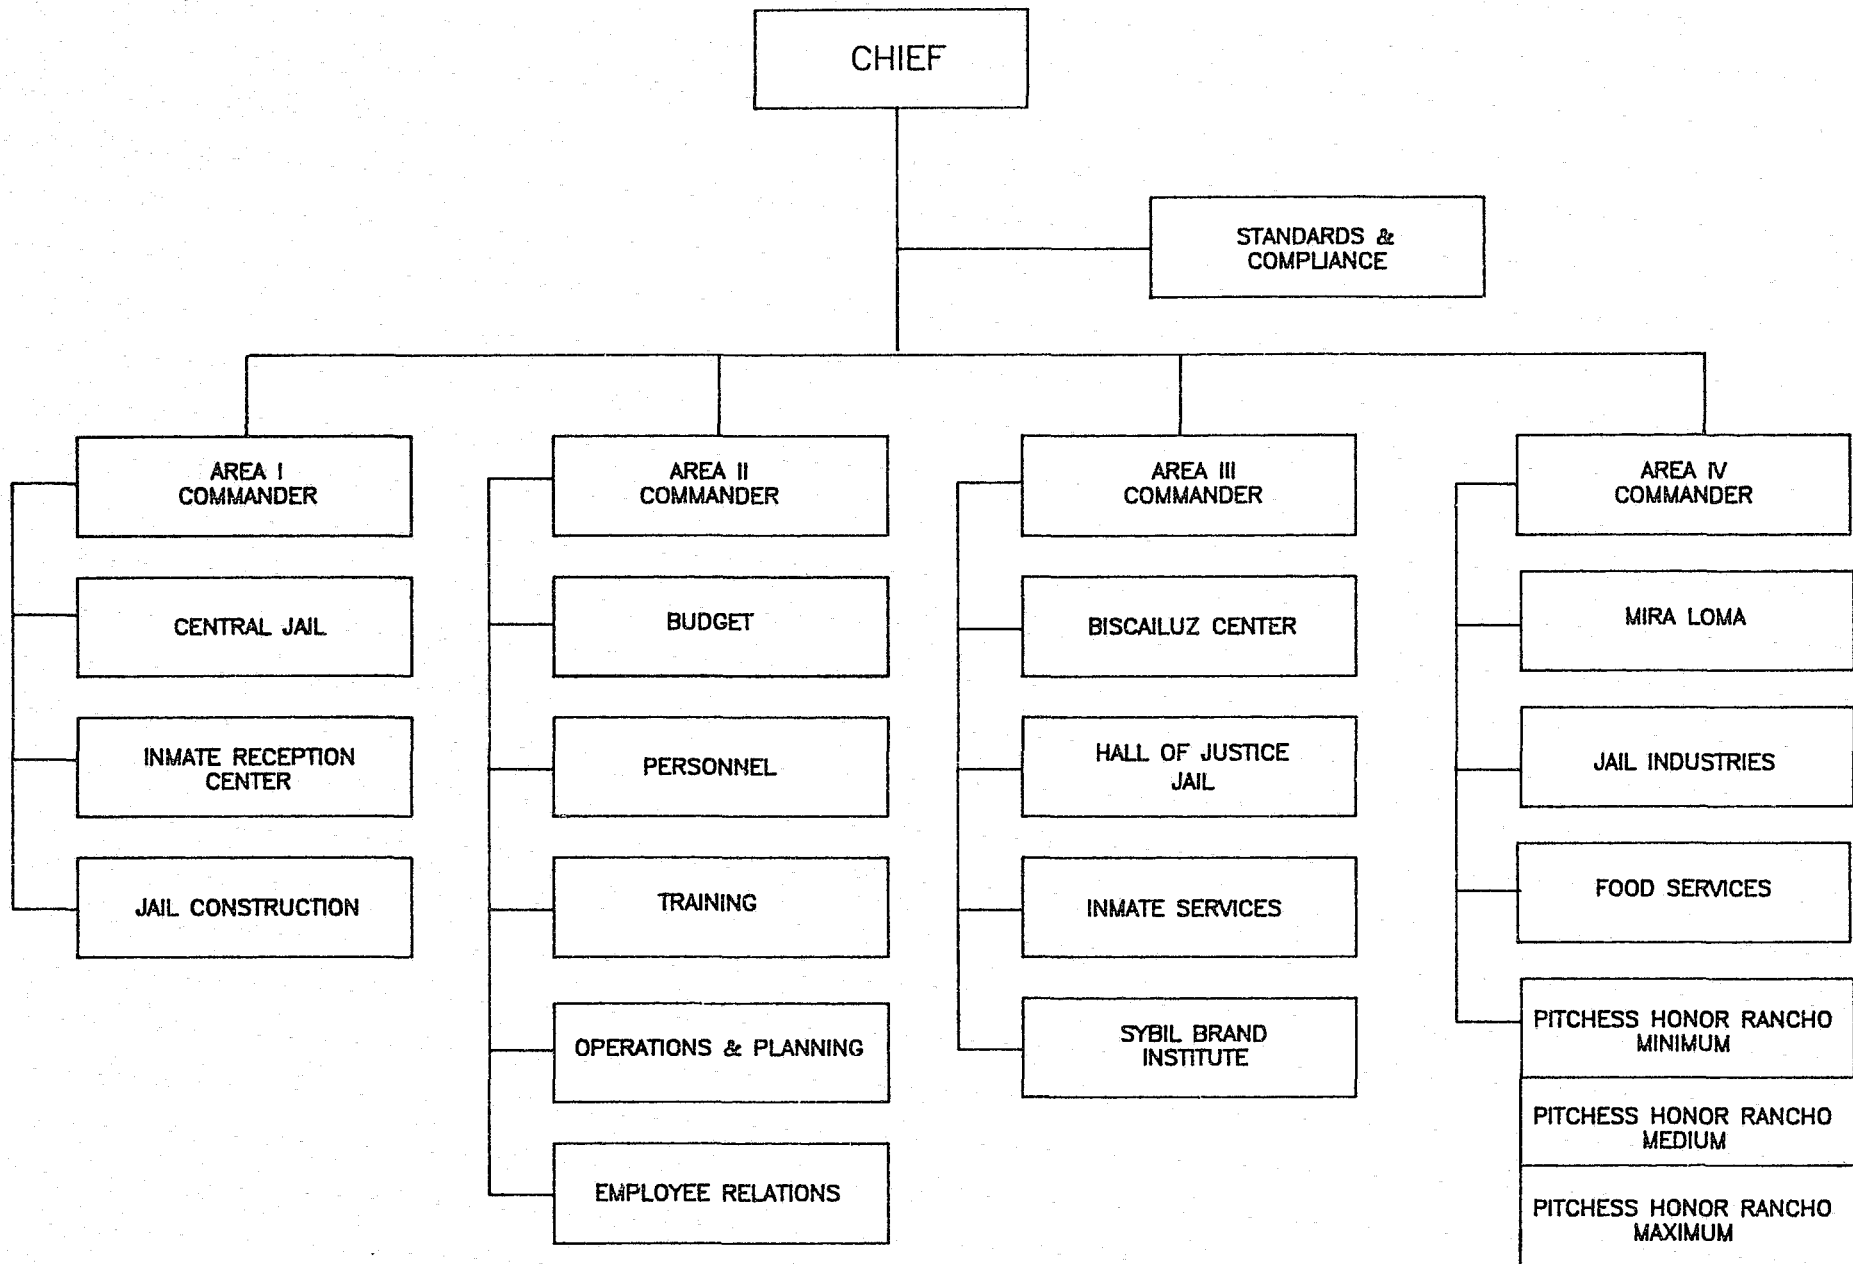 CHIEF
STANDARDS &
COMPLIANCE
AREA I
COMMANDER
CENTRAL JAIL
INMATE RECEPTION
CENTER
JAIL CONSTRUCTION
AREA II
COMMANDER
BUDGET
PERSONNEL
TRAINING
OPERATIONS & PLANNING
EMPLOYEE RELATIONS
AREA III
COMMANDER
BISCAILUZ CENTER
HALL OF JUSTICE
JAIL
INMATE SERVICES
SYBIL BRAND
INSTITUTE
AREA IV
COMMANDER
MIRA LOMA
JAIL INDUSTRIES
FOOD SERVICES
PITCHESS HONOR RANCHO
MINIMUM
PITCHESS HONOR RANCHO
MEDIUM
PITCHESS HONOR RANCHO
MAXIMUM